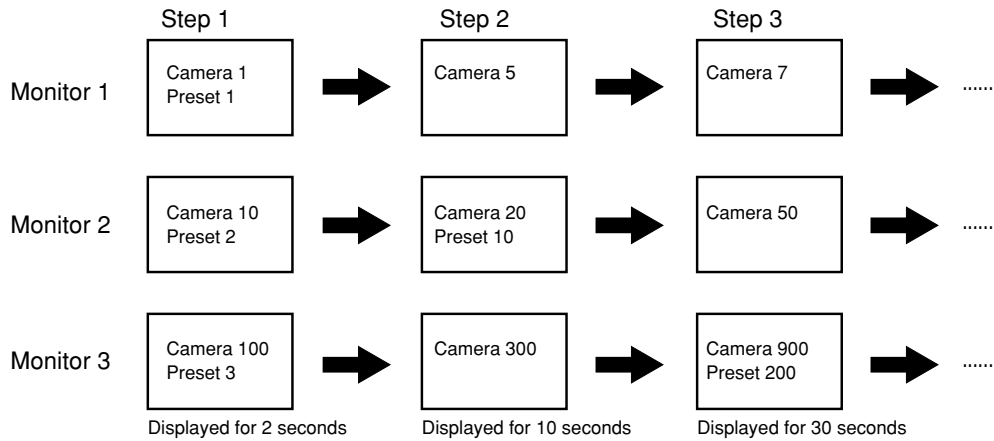 Step 1 Step 2 Step 3
Monitor 1
Camera 1
Preset 1
Camera 5
Camera 7
......
Monitor 2
Camera 10
Preset 2
Camera 20
Preset 10
Camera 50
......
Monitor 3
Camera 100
Preset 3
Camera 300
Camera 900
Preset 200
......
Displayed for 2 seconds Displayed for 10 seconds Displayed for 30 seconds